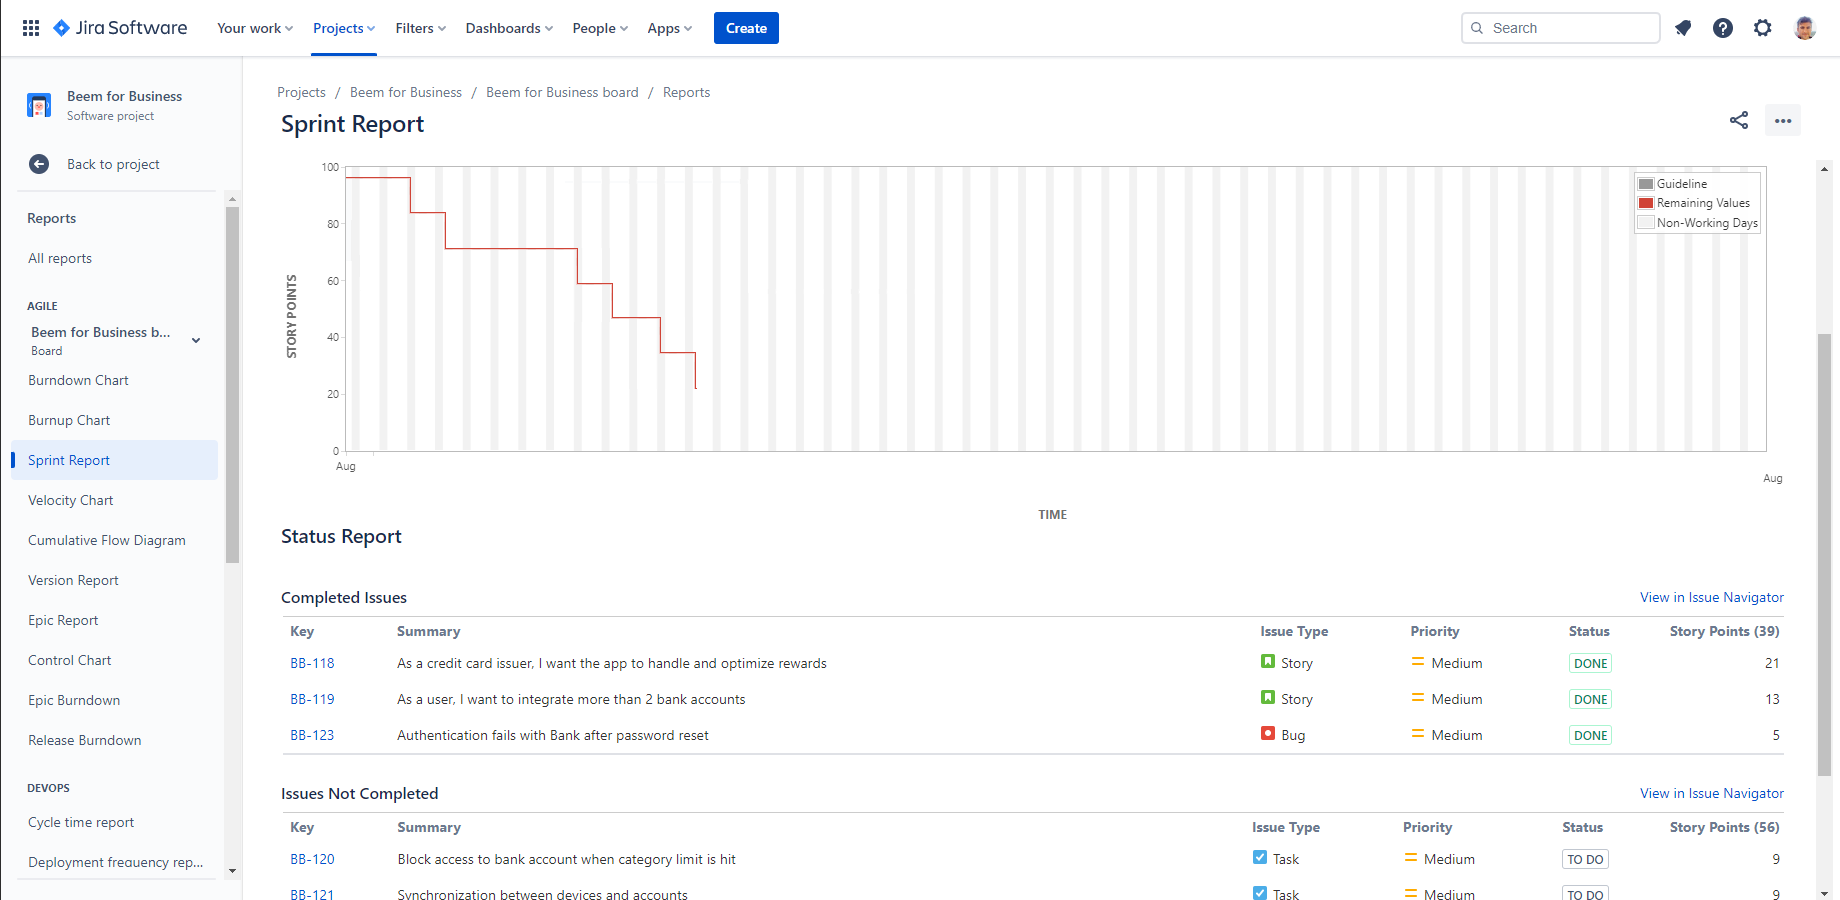 Jira Software Your work Projects Filters Dashboards People Apps Create Search
Beem for Business
Software project
Back to project
Reports
All reports
AGILE
Beem for Business b...
Board
Burndown Chart
Burnup Chart
Sprint Report
Velocity Chart
Cumulative Flow Diagram
Version Report
Epic Report
Control Chart
Epic Burndown
Release Burndown
DEVOPS
Cycle time report
Deployment frequency rep...
Projects / Beem for Business / Beem for Business board / Reports
Sprint Report
100
80
60
40
20
0
STORY POINTS
Guideline
Remaining Values
Non-Working Days
Aug
Aug
TIME
Status Report
Completed Issues View in Issue Navigator
Key Summary Issue Type Priority Status Story Points (39)
BB-118 As a credit card issuer, I want the app to handle and optimize rewards Story Medium DONE 21
BB-119 As a user, I want to integrate more than 2 bank accounts Story Medium DONE 13
BB-123 Authentication fails with Bank after password reset Bug Medium DONE 5
Issues Not Completed View in Issue Navigator
Key Summary Issue Type Priority Status Story Points (56)
BB-120 Block access to bank account when category limit is hit Task Medium TO DO 9
BB-121 Synchronization between devices and accounts Task Medium TO DO 9